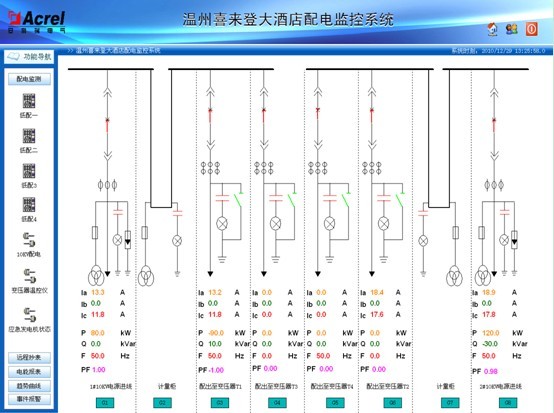 Acrel
安科瑞电气
温州喜来登大酒店配电监控系统
功能导航
>> 温州喜来登大酒店配电监控系统
系统时刻: 2010/12/29 13:25:58.0
配电监测
低配一
低配二
低配3
低配4
10KV配电
变压器温控仪
应急发电机状态
远程抄表
电能报表
趋势曲线
事件报警
Ia 13.3 A Ia 13.2 A Ia 0.0 A Ia 0.0 A Ia 18.4 A Ia 18.9 A
Ib 0.0 A Ib 0.0 A Ib 0.0 A Ib 0.0 A Ib 0.0 A Ib 0.0 A
Ic 11.8 A Ic 11.8 A Ic 0.0 A Ic 0.0 A Ic 17.6 A Ic 17.8 A
P 80.0 kW P -90.0 kW P 0.0 kW P 0.0 kW P 0.0 kW P 120.0 kW
Q 0.0 kVar Q 10.0 kVar Q 0.0 kVar Q 0.0 kVar Q 0.0 kVar Q -30.0 kVar
F 50.0 Hz F 50.0 Hz F 0.0 Hz F 50.0 Hz F 50.0 Hz F 50.0 Hz
PF 1.00 PF -1.00 PF 0.00 PF 0.00 PF 0.00 PF 0.98
1#10KV电源进线 计量柜 配出至变压器T1 配出至变压器T3 配出至变压器T4 配出至变压器T2 计量柜 2#10KV电源进线
01 02 03 04 05 06 07 08